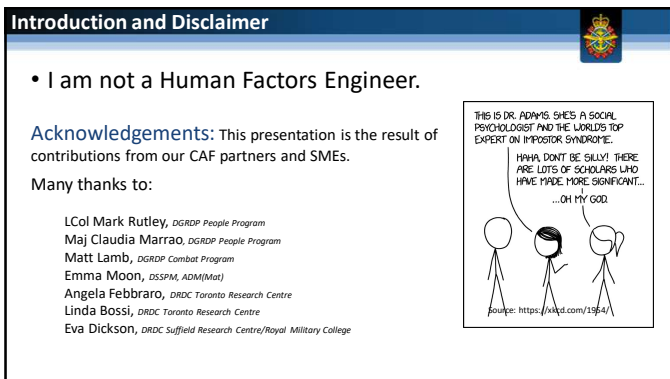 Introduction and Disclaimer
• I am not a Human Factors Engineer.
Acknowledgements: This presentation is the result of
contributions from our CAF partners and SMEs.
Many thanks to:
LCol Mark Rutley, DGRDP People Program
Maj Claudia Marrao, DGRDP People Program
Matt Lamb, DGRDP Combat Program
Emma Moon, DSSPM, ADM(Mat)
Angela Febbraro, DRDC Toronto Research Centre
Linda Bossi, DRDC Toronto Research Centre
Eva Dickson, DRDC Suffield Research Centre/Royal Military College
THIS IS DR. ADAMS. SHE'S A SOCIAL
PSYCHOLOGIST AND THE WORLD'S TOP
EXPERT ON IMPOSTOR SYNDROME.
HAHA, DON'T BE SILLY! THERE
ARE LOTS OF SCHOLARS WHO
HAVE MADE MORE SIGNIFICANT...
...OH MY GOD.
Source: https://xkcd.com/1954/